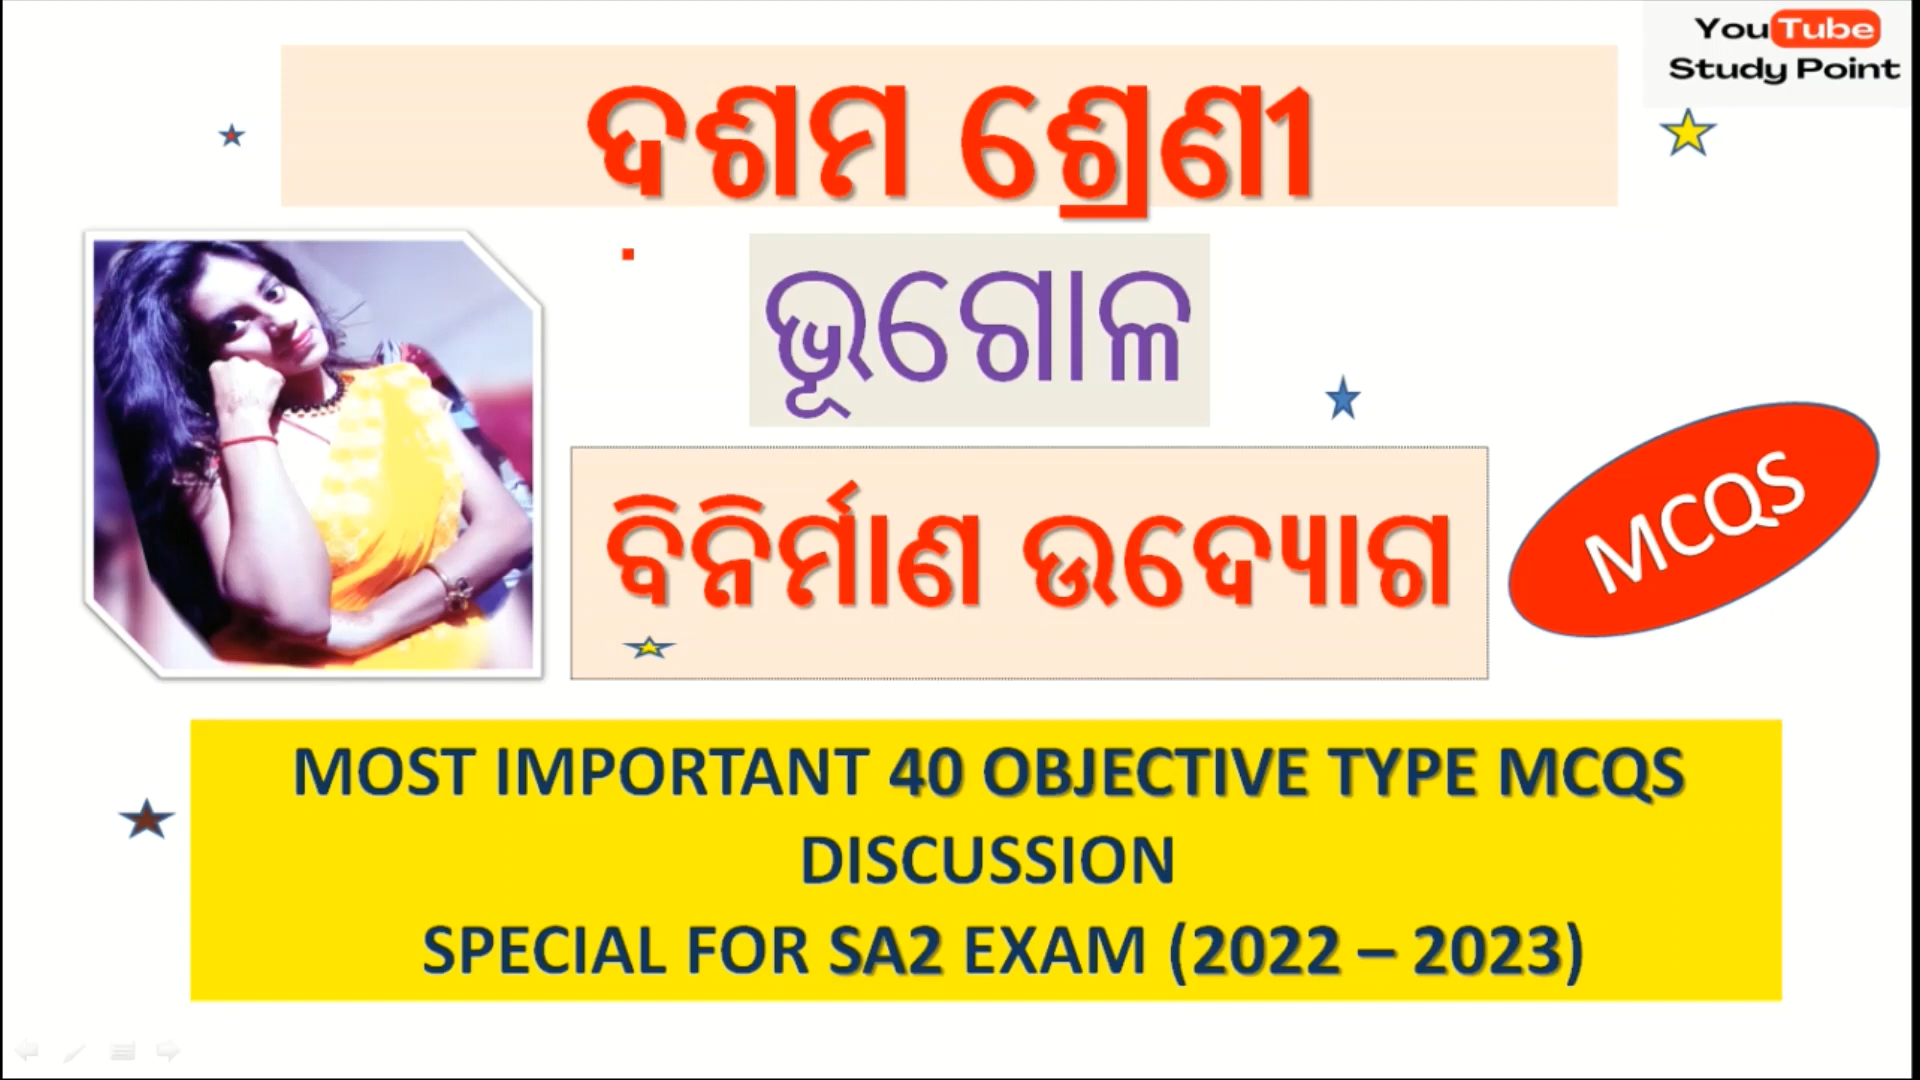 YouTube
Study Point
ଦଶମ ଶ୍ରେଣୀ
ଭୂଗୋଳ
ବିନିର୍ମାଣ ଉଦ୍ୟୋଗ
MCQS
MOST IMPORTANT 40 OBJECTIVE TYPE MCQS
DISCUSSION
SPECIAL FOR SA2 EXAM (2022 – 2023)